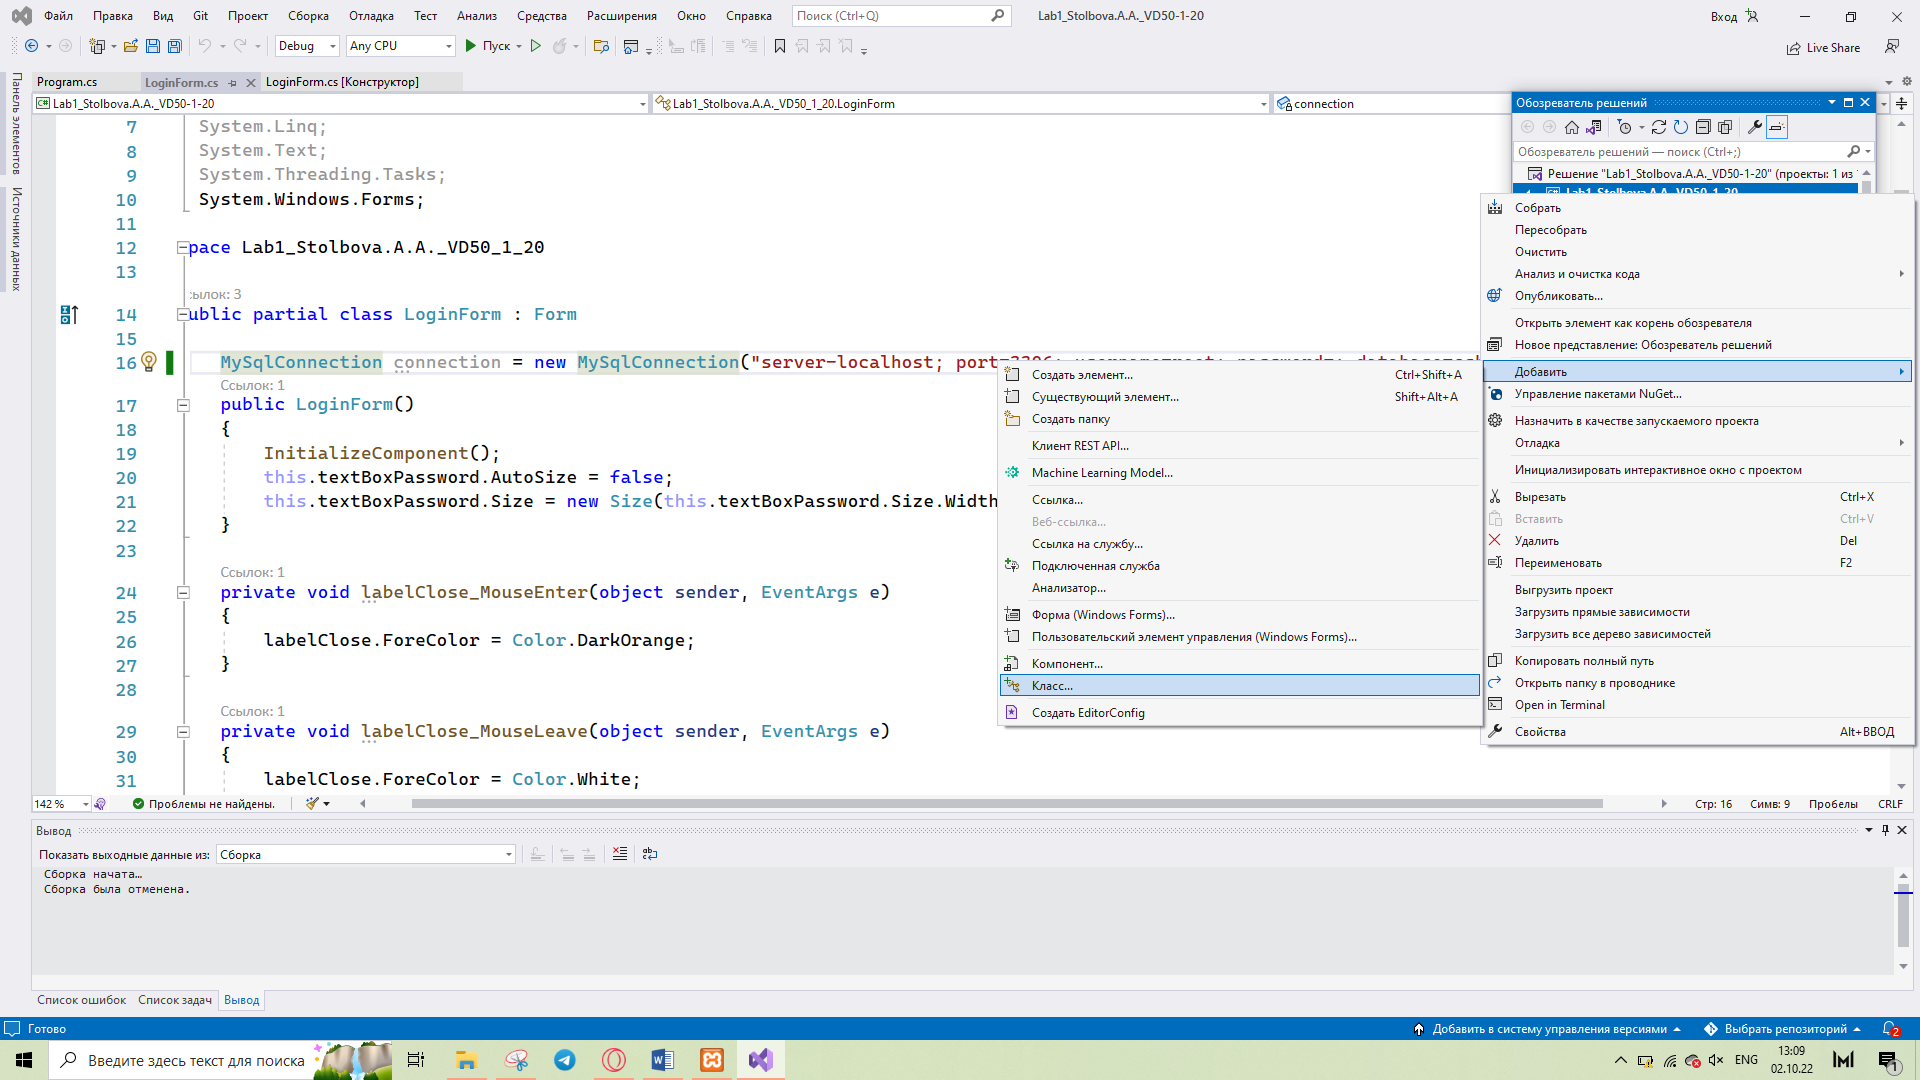 Файл Правка Вид Git Проект Сборка Отладка Тест Анализ Средства Расширения Окно Справка Поиск (Ctrl+Q) Lab1_Stolbova.A.A._VD50-1-20 Вход
Debug Any CPU Пуск Live Share
Панель элементов
Источники данных
Program.cs LoginForm.cs LoginForm.cs [Конструктор]
Lab1_Stolbova.A.A._VD50-1-20 Lab1_Stolbova.A.A._VD50_1_20.LoginForm connection
7 System.Linq;
8 System.Text;
9 System.Threading.Tasks;
10 System.Windows.Forms;
11
12 pace Lab1_Stolbova.A.A._VD50_1_20
13
сылок: 3
14 ublic partial class LoginForm : Form
15
16 MySqlConnection connection = new MySqlConnection("server-localhost; port=3306; username=root; password=; database=
Ссылок: 1
17 public LoginForm()
18 {
19 InitializeComponent();
20 this.textBoxPassword.AutoSize = false;
21 this.textBoxPassword.Size = new Size(this.textBoxPassword.Size.Width
22 }
23
Ссылок: 1
24 private void labelClose_MouseEnter(object sender, EventArgs e)
25 {
26 labelClose.ForeColor = Color.DarkOrange;
27 }
28
Ссылок: 1
29 private void labelClose_MouseLeave(object sender, EventArgs e)
30 {
31 labelClose.ForeColor = Color.White;
142 % Проблемы не найдены. Стр: 16 Симв: 9 Пробелы CRLF
Обозреватель решений
Обозреватель решений — поиск (Ctrl+;)
Решение "Lab1_Stolbova.A.A._VD50-1-20" (проекты: 1 из
Lab1_Stolbova.A.A._VD50-1-20
Собрать
Пересобрать
Очистить
Анализ и очистка кода
Опубликовать...
Открыть элемент как корень обозревателя
Новое представление: Обозреватель решений
Добавить
Управление пакетами NuGet...
Назначить в качестве запускаемого проекта
Отладка
Инициализировать интерактивное окно с проектом
Вырезать Ctrl+X
Вставить Ctrl+V
Удалить Del
Переименовать F2
Выгрузить проект
Загрузить прямые зависимости
Загрузить все дерево зависимостей
Копировать полный путь
Открыть папку в проводнике
Open in Terminal
Свойства Alt+ВВОД
Создать элемент... Ctrl+Shift+A
Существующий элемент... Shift+Alt+A
Создать папку
Клиент REST API...
Machine Learning Model...
Ссылка...
Веб-ссылка...
Ссылка на службу...
Подключенная служба
Анализатор...
Форма (Windows Forms)...
Пользовательский элемент управления (Windows Forms)...
Компонент...
Класс...
Создать EditorConfig
Вывод
Показать выходные данные из: Сборка
Сборка начата…
Сборка была отменена.
Список ошибок Список задач Вывод
Готово Добавить в систему управления версиями Выбрать репозиторий 2
Введите здесь текст для поиска ENG 13:09
02.10.22 1